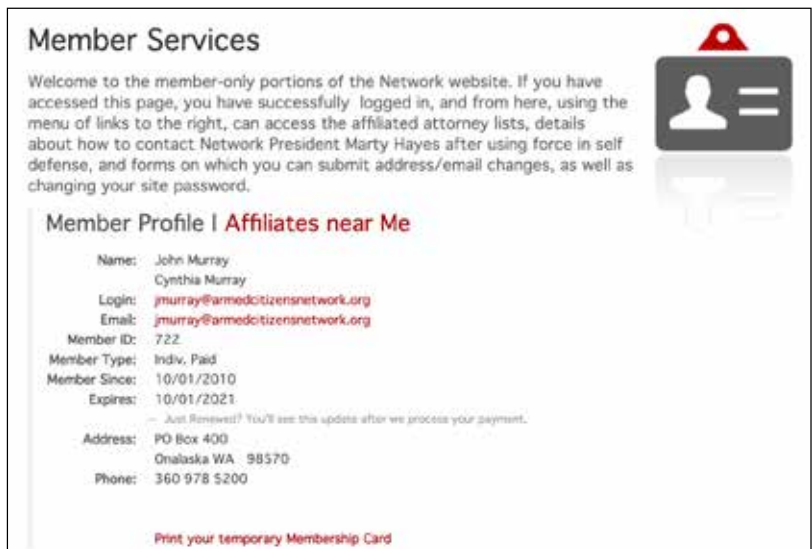 Member Services
Welcome to the member-only portions of the Network website. If you have
accessed this page, you have successfully logged in, and from here, using the
menu of links to the right, can access the affiliated attorney lists, details
about how to contact Network President Marty Hayes after using force in self
defense, and forms on which you can submit address/email changes, as well as
changing your site password.
Member Profile | Affiliates near Me
Name: John Murray
Cynthia Murray
Login: jmurray@armedcitizensnetwork.org
Email: jmurray@armedcitizensnetwork.org
Member ID: 722
Member Type: Indiv. Paid
Member Since: 10/01/2010
Expires: 10/01/2021
— Just Renewed? You'll see this update after we process your payment.
Address: PO Box 400
Onalaska WA 98570
Phone: 360 978 5200
Print your temporary Membership Card